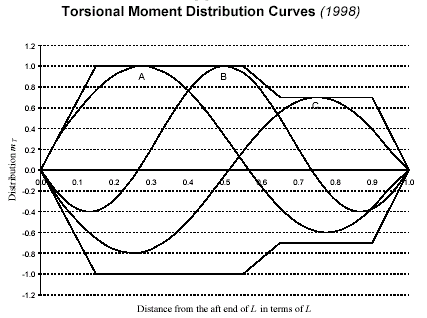 Torsional Moment Distribution Curves (1998)
1.2
1.0
0.8
0.6
0.4
0.2
0.0
-0.2
-0.4
-0.6
-0.8
-1.0
-1.2
Distribution m_T
A
B
C
0.0 0.1 0.2 0.3 0.4 0.5 0.6 0.7 0.8 0.9 1.0
Distance from the aft end of L in terms of L